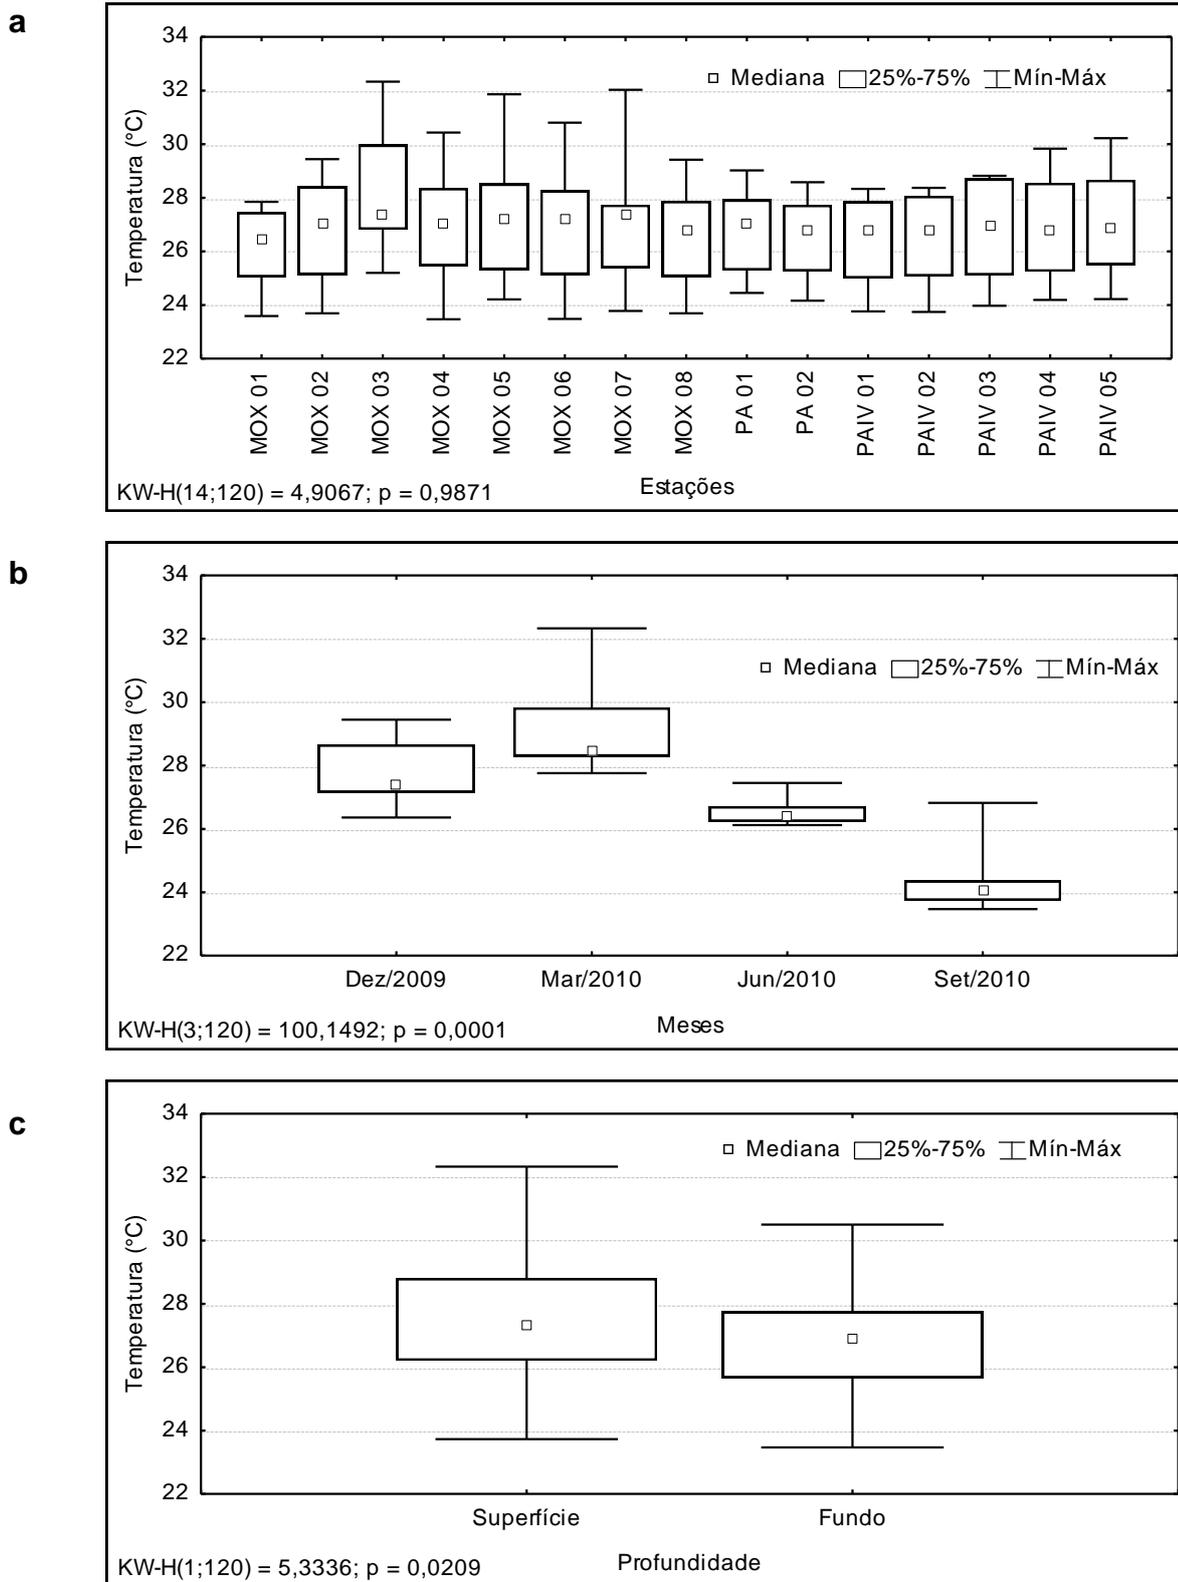 a
34
32
30
28
26
24
22
Temperatura (°C)
Mediana 25%-75% Mín-Máx
MOX 01
MOX 02
MOX 03
MOX 04
MOX 05
MOX 06
MOX 07
MOX 08
PA 01
PA 02
PAIV 01
PAIV 02
PAIV 03
PAIV 04
PAIV 05
Estações
KW-H(14;120) = 4,9067; p = 0,9871
b
34
32
30
28
26
24
22
Temperatura (°C)
Mediana 25%-75% Mín-Máx
Dez/2009 Mar/2010 Jun/2010 Set/2010
Meses
KW-H(3;120) = 100,1492; p = 0,0001
c
34
32
30
28
26
24
22
Temperatura (°C)
Mediana 25%-75% Mín-Máx
Superfície Fundo
Profundidade
KW-H(1;120) = 5,3336; p = 0,0209